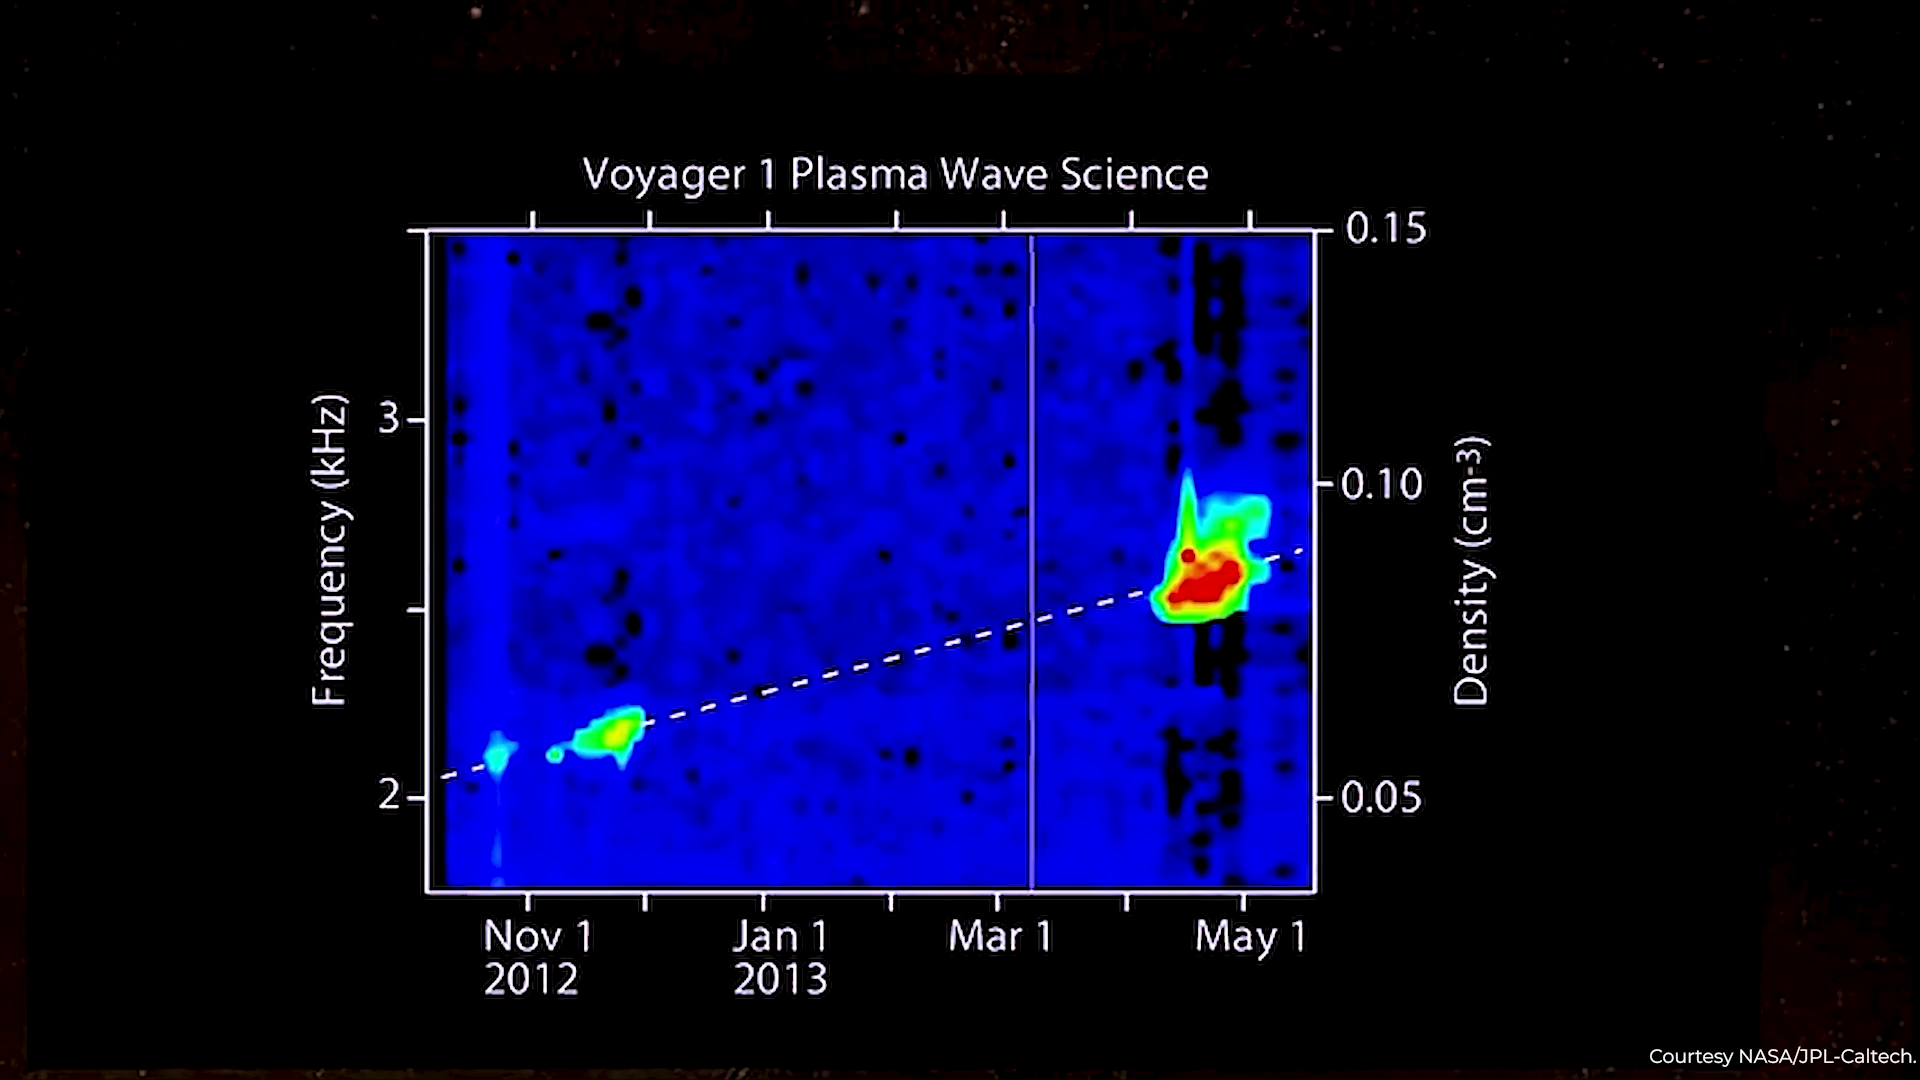 Voyager 1 Plasma Wave Science
Frequency (kHz)
3
2
0.15
0.10
0.05
Density (cm-3)
Nov 1
2012
Jan 1
2013
Mar 1
May 1
Courtesy NASA/JPL-Caltech.